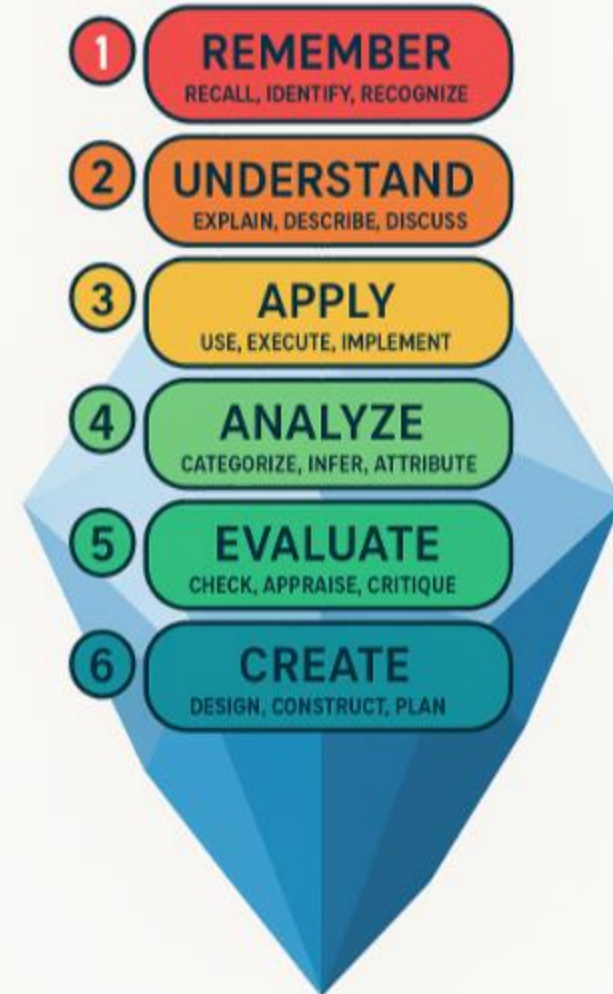 1
REMEMBER
RECALL, IDENTIFY, RECOGNIZE
2
UNDERSTAND
EXPLAIN, DESCRIBE, DISCUSS
3
APPLY
USE, EXECUTE, IMPLEMENT
4
ANALYZE
CATEGORIZE, INFER, ATTRIBUTE
5
EVALUATE
CHECK, APPRAISE, CRITIQUE
6
CREATE
DESIGN, CONSTRUCT, PLAN